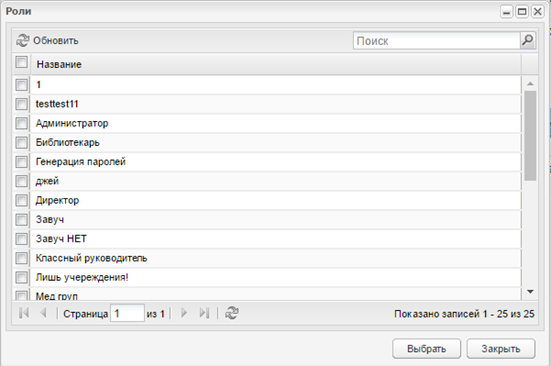 Роли
Обновить
Поиск
Название
1
testtest11
Администратор
Библиотекарь
Генерация паролей
джей
Директор
Завуч
Завуч НЕТ
Классный руководитель
Лишь учереждения!
Мед груп
Страница 1 из 1
Показано записей 1 - 25 из 25
Выбрать
Закрыть